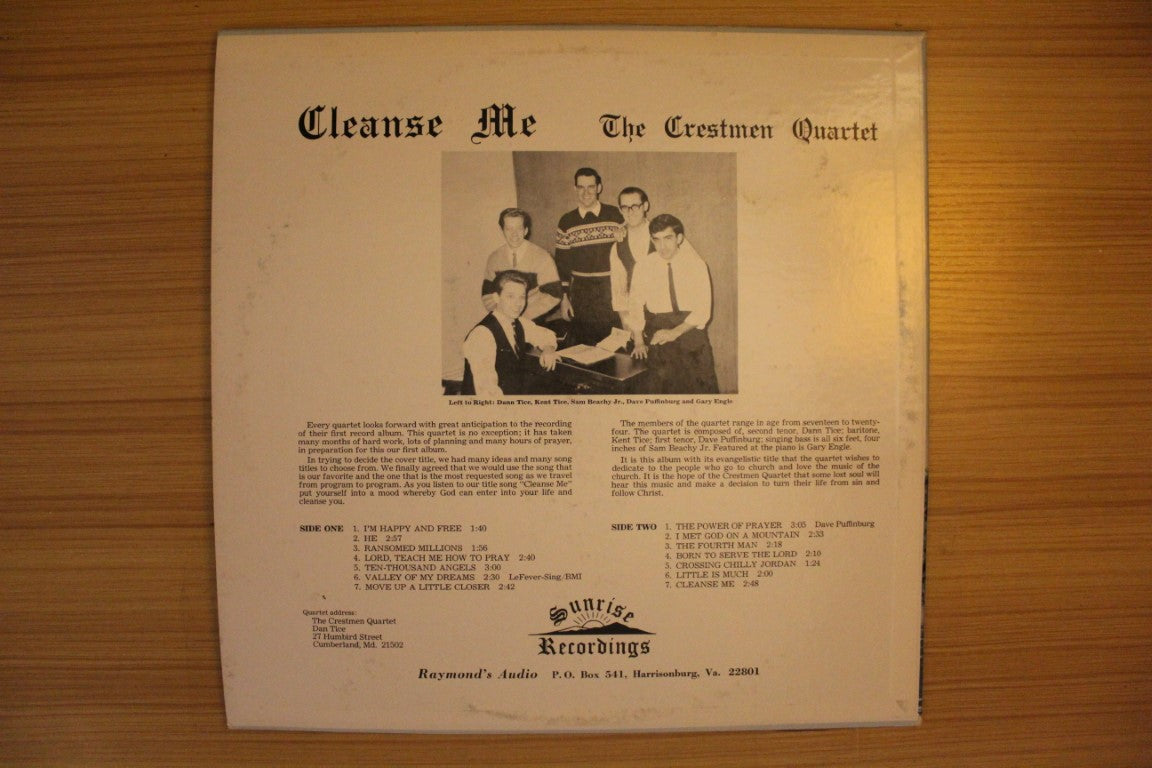 Cleanse Me The Crestmen Quartet
Left to Right: Dann Tice, Kent Tice, Sam Beachy Jr., Dave Puffinburg and Gary Engle
Every quartet looks forward with great anticipation to the recording
of their first record album. This quartet is no exception; it has taken
many months of hard work, lots of planning and many hours of prayer,
in preparation for this our first album.
In trying to decide the cover title, we had many ideas and many song
titles to choose from. We finally agreed that we would use the song that
is our favorite and the one that is the most requested song as we travel
from program to program. As you listen to our title song "Cleanse Me"
put yourself into a mood whereby God can enter into your life and
cleanse you.
The members of the quartet range in age from seventeen to twenty-
four. The quartet is composed of, second tenor, Dann Tice; baritone,
Kent Tice; first tenor, Dave Puffinburg; singing bass is all six feet, four
inches of Sam Beachy Jr. Featured at the piano is Gary Engle.
It is this album with its evangelistic title that the quartet wishes to
dedicate to the people who go to church and love the music of the
church. It is the hope of the Crestmen Quartet that some lost soul will
hear this music and make a decision to turn their life from sin and
follow Christ.
SIDE ONE 1. I'M HAPPY AND FREE 1:40
2. HE 2:57
3. RANSOMED MILLIONS 1:56
4. LORD, TEACH ME HOW TO PRAY 2:40
5. TEN-THOUSAND ANGELS 3:00
6. VALLEY OF MY DREAMS 2:30 LeFever-Sing/BMI
7. MOVE UP A LITTLE CLOSER 2:42
SIDE TWO 1. THE POWER OF PRAYER 3:05 Dave Puffinburg
2. I MET GOD ON A MOUNTAIN 2:33
3. THE FOURTH MAN 2:18
4. BORN TO SERVE THE LORD 2:10
5. CROSSING CHILLY JORDAN 1:24
6. LITTLE IS MUCH 2:00
7. CLEANSE ME 2:48
Quartet address:
The Crestmen Quartet
Dan Tice
27 Humbird Street
Cumberland, Md. 21502
Sunrise
Recordings
Raymond's Audio P.O. Box 541, Harrisonburg, Va. 22801